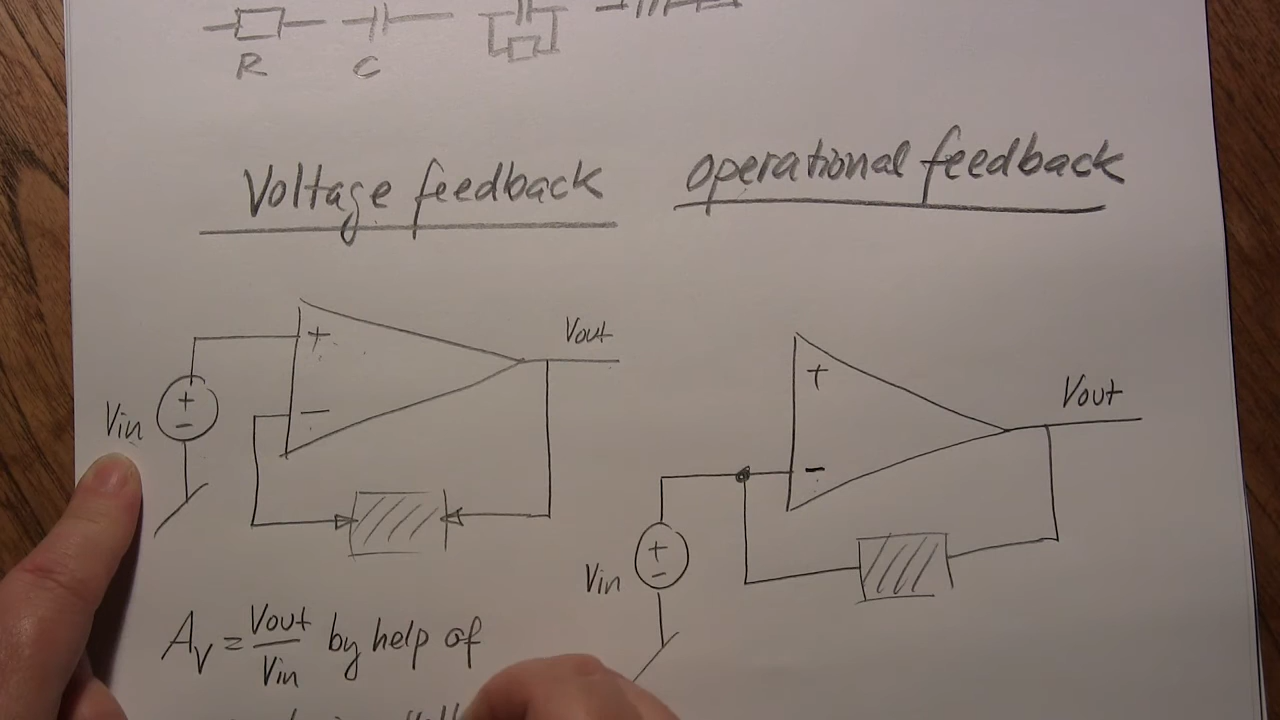 R C
Voltage feedback
operational feedback
+
Vout
-
+
Vin
-
+
Vout
-
+
Vin
-
Av = Vout/Vin by help of